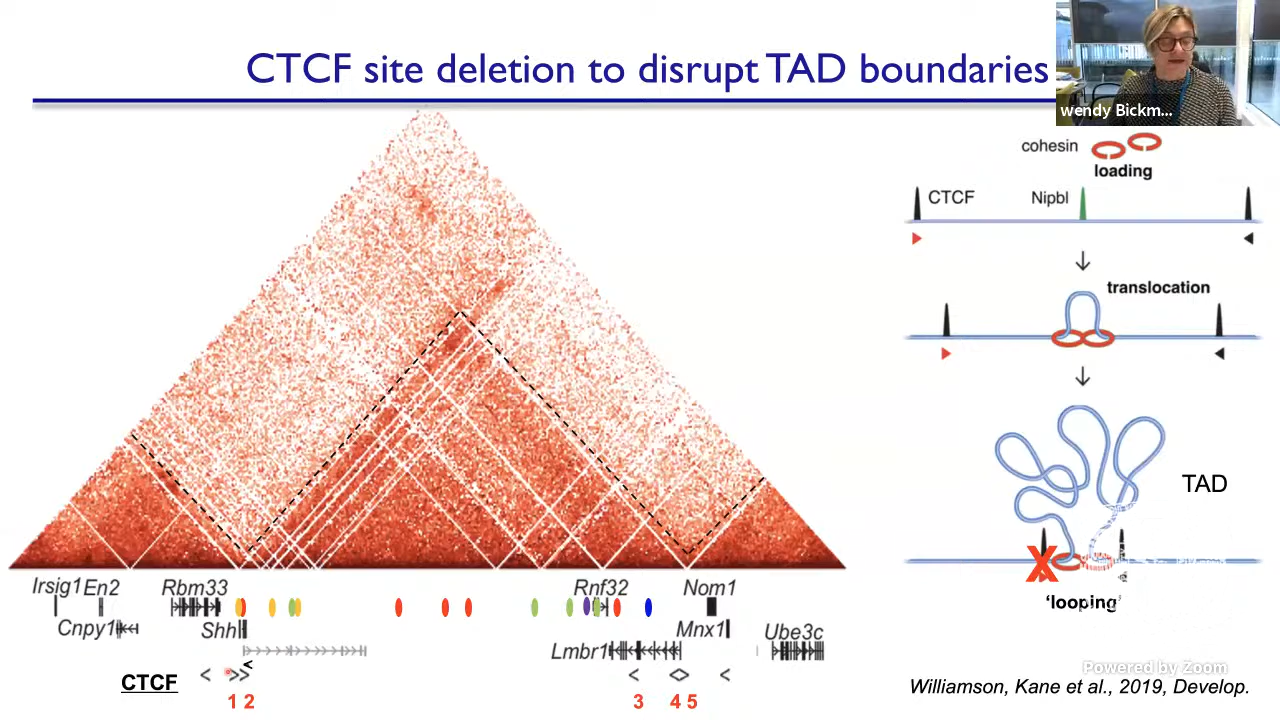 CTCF site deletion to disrupt TAD boundaries
wendy Bickm...
cohesin
loading
CTCF
Nipbl
translocation
TAD
'looping'
Irsig1 En2
Rbm33
Rnf32
Nom1
Cnpy1
Shh
Lmbr1
Mnx1
Ube3c
CTCF
< >> <
< <> <
1 2
3
4 5
Powered by Zoom
Williamson, Kane et al., 2019, Develop.